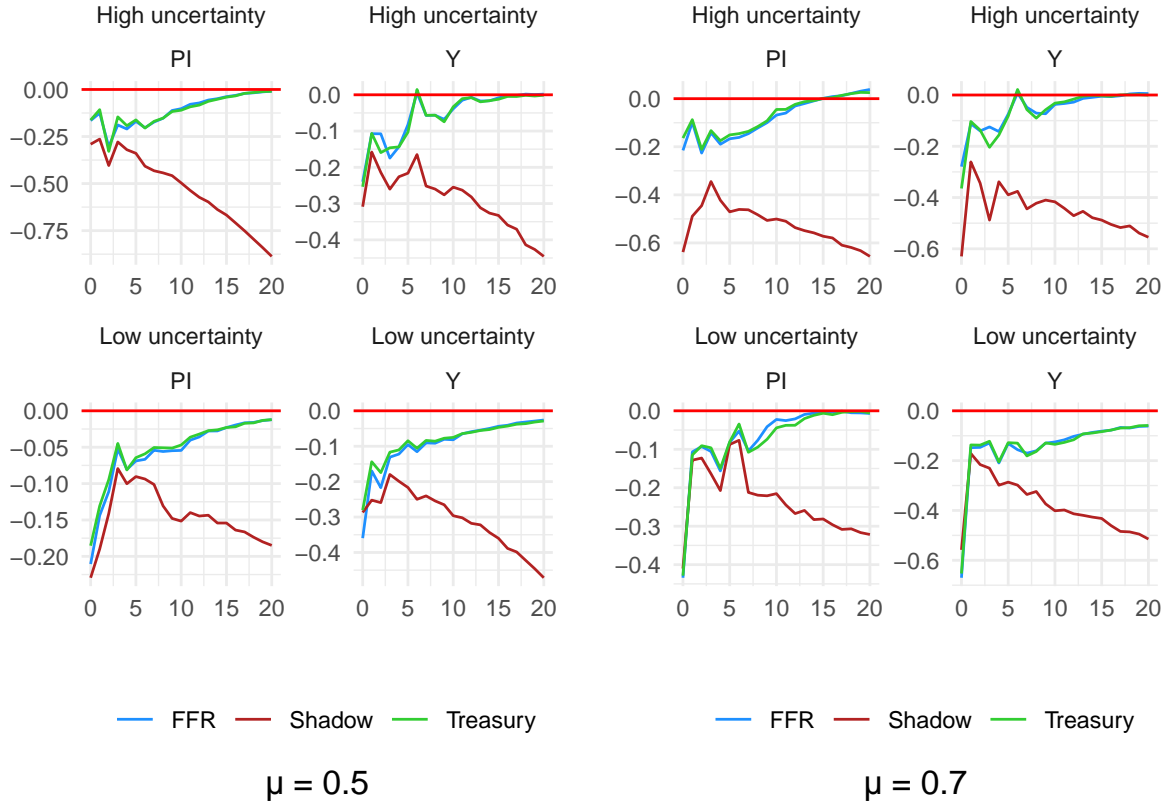 High uncertainty High uncertainty High uncertainty High uncertainty
PI Y PI Y
0.00 0.0 0.0 0.0
−0.25 −0.1 −0.2 −0.2
−0.50 −0.2 −0.4 −0.4
−0.75 −0.3 −0.6 −0.6
−0.4
0 5 10 15 20 0 5 10 15 20 0 5 10 15 20 0 5 10 15 20
Low uncertainty Low uncertainty Low uncertainty Low uncertainty
PI Y PI Y
0.00 0.0 0.0 0.0
−0.05 −0.1 −0.1 −0.2
−0.10 −0.2 −0.2 −0.4
−0.15 −0.3 −0.3 −0.6
−0.20 −0.4 −0.4
0 5 10 15 20 0 5 10 15 20 0 5 10 15 20 0 5 10 15 20
FFR Shadow Treasury FFR Shadow Treasury
μ = 0.5 μ = 0.7